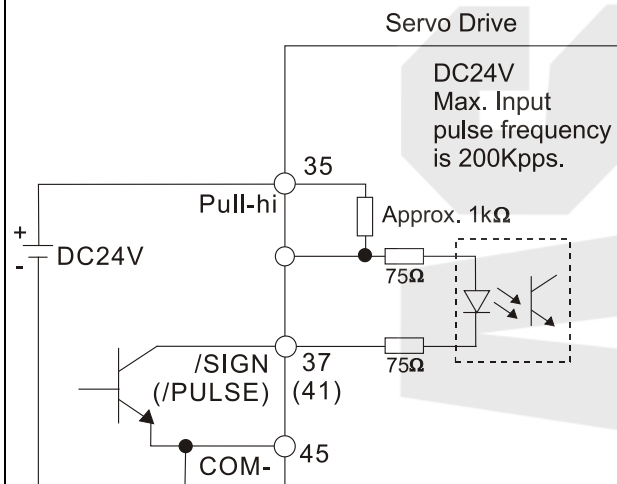 Servo Drive
DC24V
Max. Input
pulse frequency
is 200Kpps.
35
Pull-hi
Approx. 1kΩ
+
-
DC24V
75Ω
/SIGN
37
75Ω
(/PULSE)
(41)
COM-
45